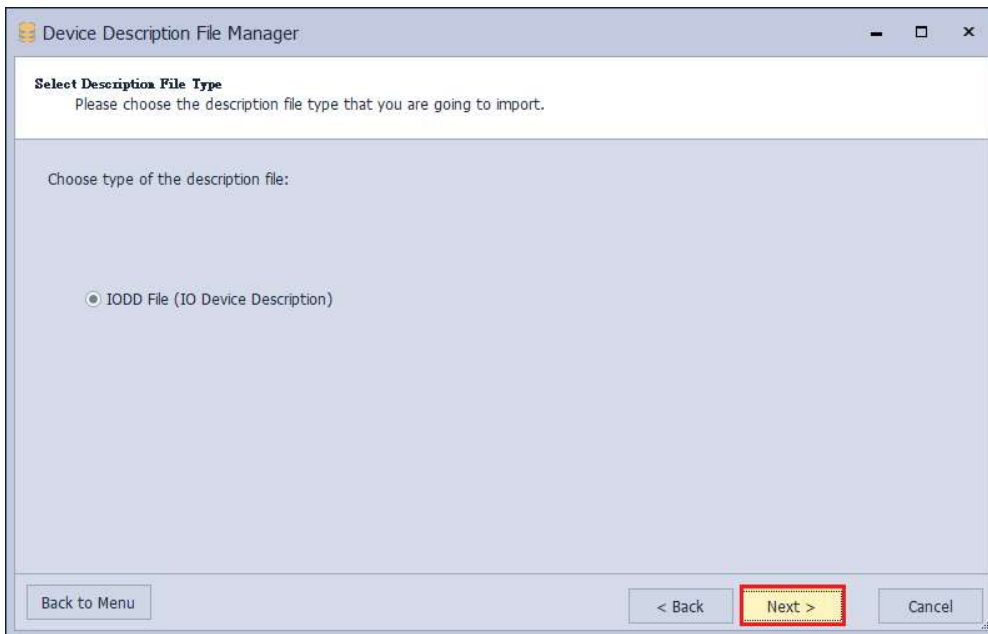 Device Description File Manager
Select Description File Type
Please choose the description file type that you are going to import.
Choose type of the description file:
IODD File (IO Device Description)
Back to Menu
< Back
Next >
Cancel